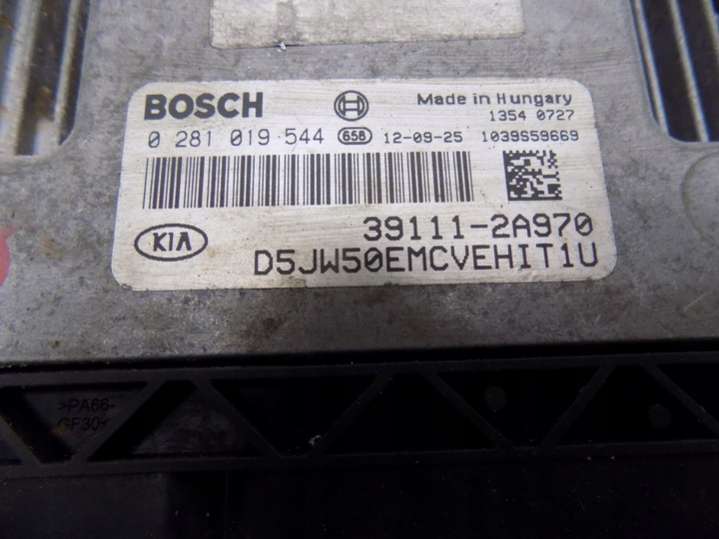 BOSCH
Made in Hungary
1354 0727
0 281 019 544 658 12-09-25 1039S59669
KIA
39111-2A970
D5JW50EMCVEHIT1U
>PA66-
GF30<